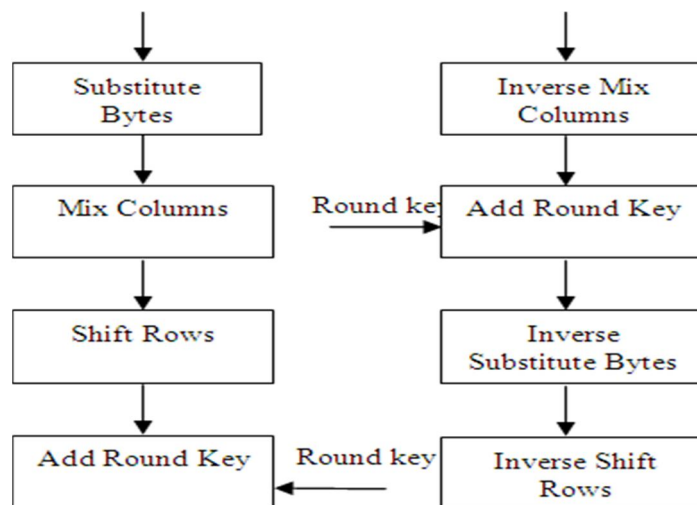 Substitute
Bytes
Inverse Mix
Columns
Mix Columns
Round key
Add Round Key
Shift Rows
Inverse
Substitute Bytes
Add Round Key
Round key
Inverse Shift
Rows